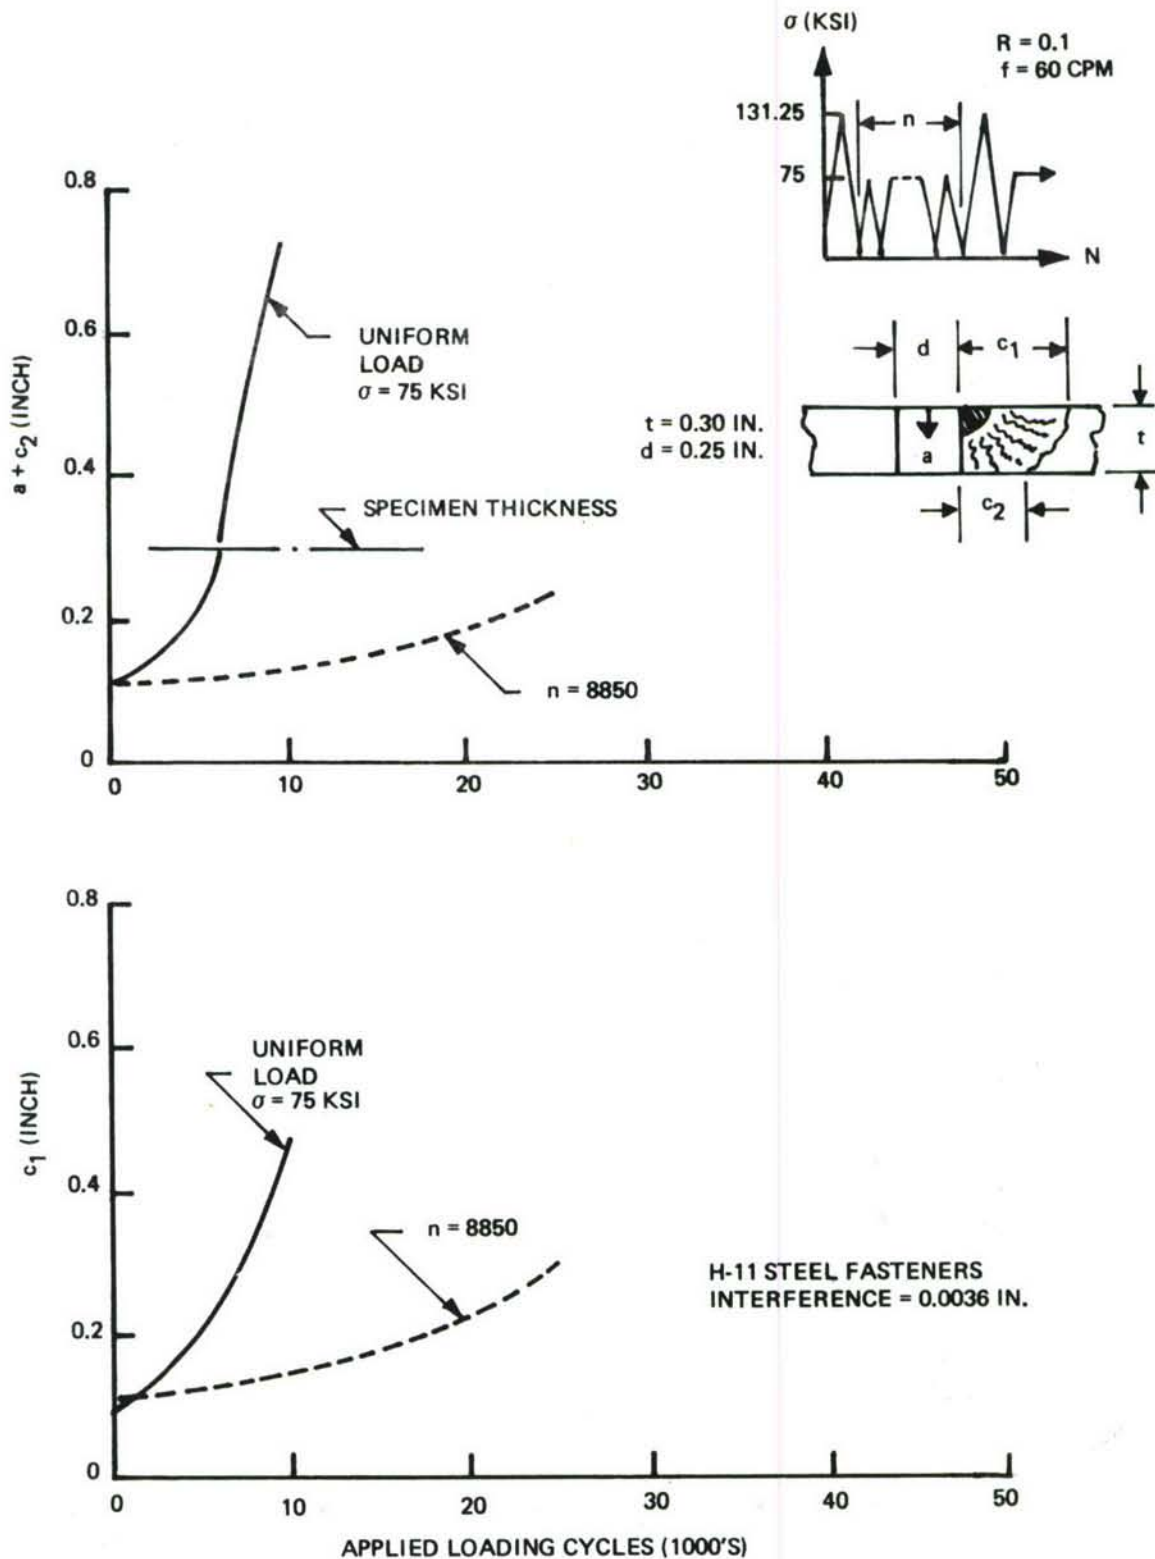 σ (KSI)
R = 0.1
f = 60 CPM
131.25
n
75
N
0.8
0.6
0.4
0.2
0
a + c2 (INCH)
UNIFORM
LOAD
σ = 75 KSI
SPECIMEN THICKNESS
n = 8850
d
c1
t = 0.30 IN.
d = 0.25 IN.
a
t
c2
0 10 20 30 40 50
0.8
0.6
0.4
0.2
0
c1 (INCH)
UNIFORM
LOAD
σ = 75 KSI
n = 8850
H-11 STEEL FASTENERS
INTERFERENCE = 0.0036 IN.
0 10 20 30 40 50
APPLIED LOADING CYCLES (1000'S)